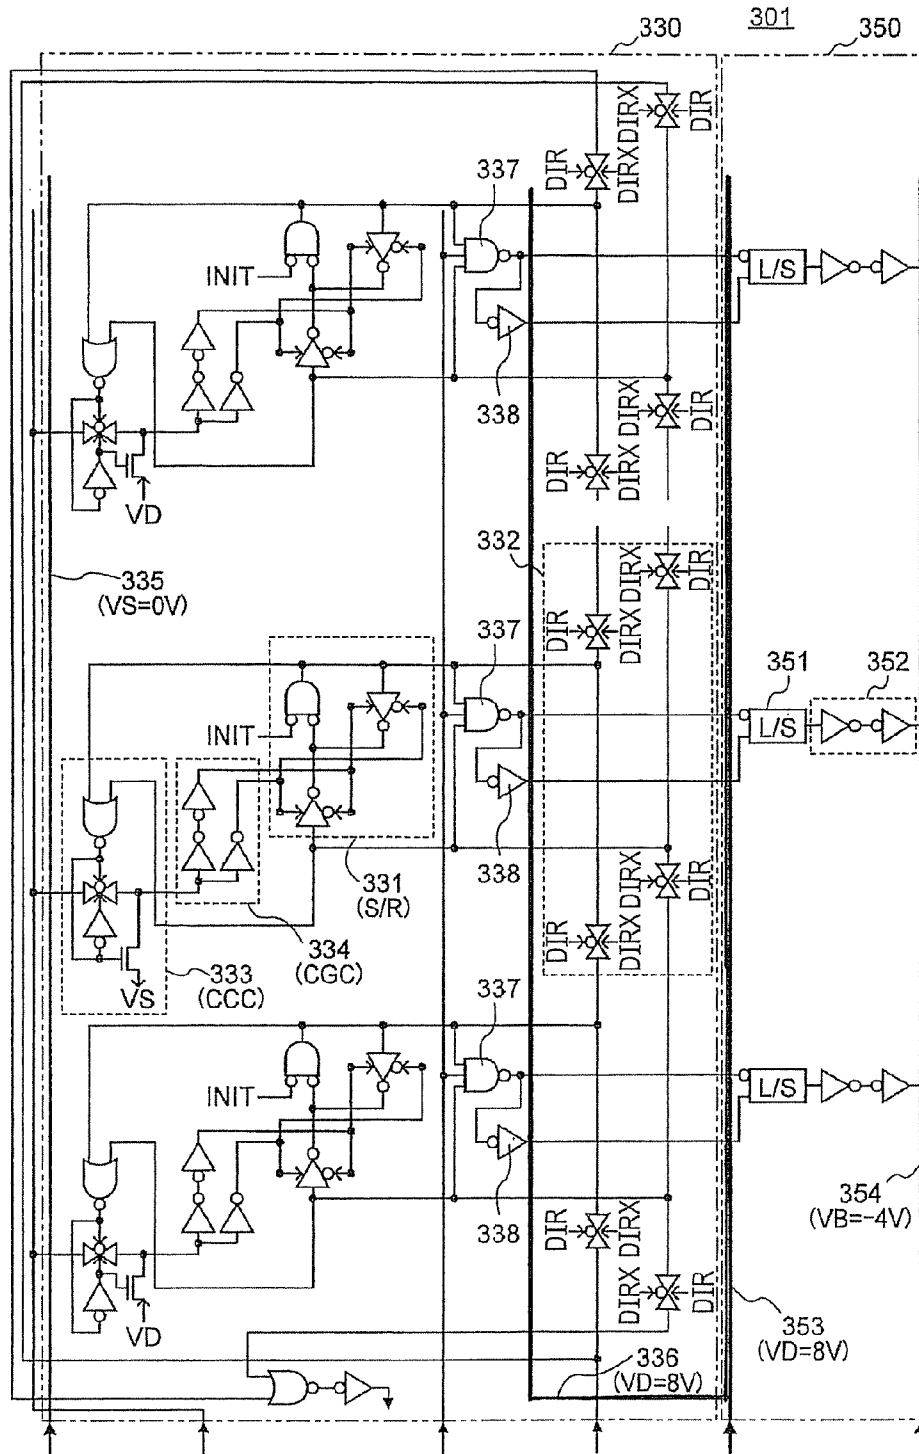 301
330
350
DIRX
DIR
DIR
DIRX
337
INIT
L/S
338
DIRX
DIR
DIR
DIRX
VD
332
DIRX
DIR
335
(VS=0V)
DIR
DIRX
337
351
352
INIT
L/S
338
331
(S/R)
DIRX
DIR
334
(CGC)
DIR
DIRX
333
(CCC)
VS
337
INIT
L/S
338
354
(VB=-4V)
DIR
DIRX
DIRX
DIR
VD
353
(VD=8V)
336
(VD=8V)